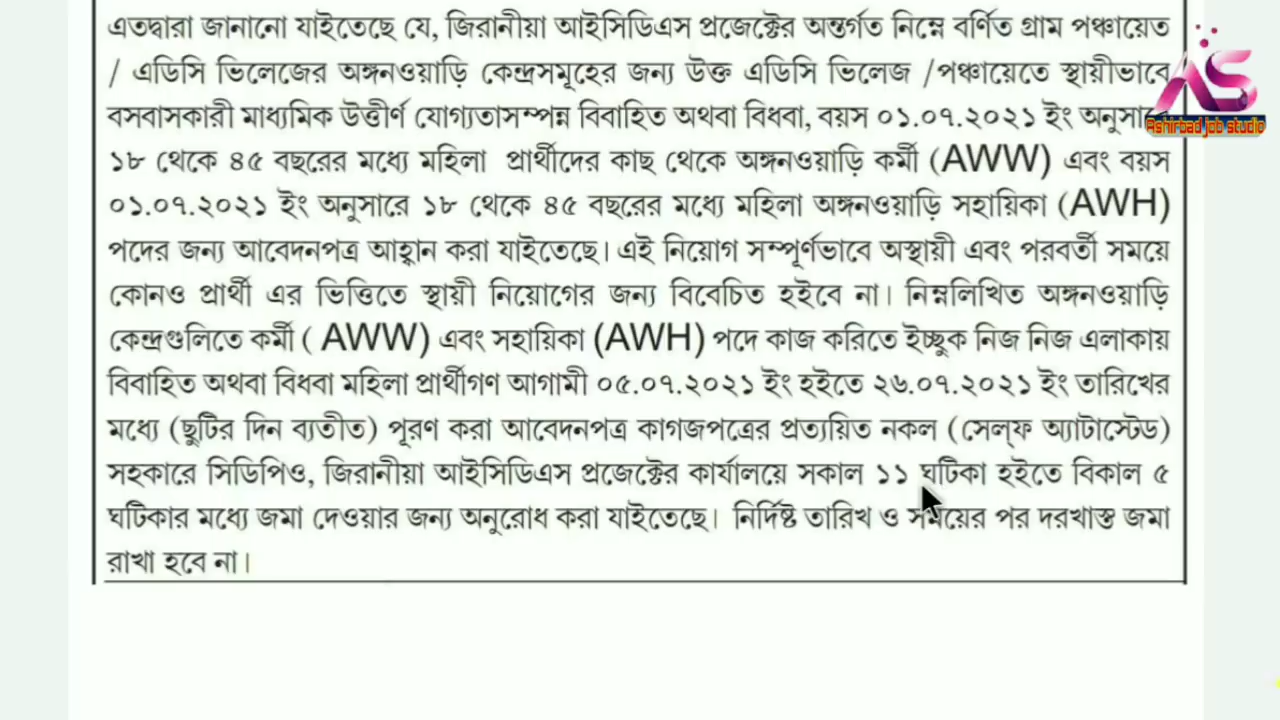 এতদ্বারা জানানো যাইতেছে যে, জিরানীয়া আইসিডিএস প্রজেক্টের অন্তর্গত নিম্নে বর্ণিত গ্রাম পঞ্চায়েত
/ এডিসি ভিলেজের অঙ্গনওয়াড়ি কেন্দ্রসমূহের জন্য উক্ত এডিসি ভিলেজ /পঞ্চায়েতে স্থায়ীভাবে
বসবাসকারী মাধ্যমিক উত্তীর্ণ যোগ্যতাসম্পন্ন বিবাহিত অথবা বিধবা, বয়স ০১.০৭.২০২১ ইং অনুসারে
১৮ থেকে ৪৫ বছরের মধ্যে মহিলা প্রার্থীদের কাছ থেকে অঙ্গনওয়াড়ি কর্মী (AWW) এবং বয়স
০১.০৭.২০২১ ইং অনুসারে ১৮ থেকে ৪৫ বছরের মধ্যে মহিলা অঙ্গনওয়াড়ি সহায়িকা (AWH)
পদের জন্য আবেদনপত্র আহ্বান করা যাইতেছে। এই নিয়োগ সম্পূর্ণভাবে অস্থায়ী এবং পরবর্তী সময়ে
কোনও প্রার্থী এর ভিত্তিতে স্থায়ী নিয়োগের জন্য বিবেচিত হইবে না। নিম্নলিখিত অঙ্গনওয়াড়ি
কেন্দ্রগুলিতে কর্মী ( AWW) এবং সহায়িকা (AWH) পদে কাজ করিতে ইচ্ছুক নিজ নিজ এলাকায়
বিবাহিত অথবা বিধবা মহিলা প্রার্থীগণ আগামী ০৫.০৭.২০২১ ইং হইতে ২৬.০৭.২০২১ ইং তারিখের
মধ্যে (ছুটির দিন ব্যতীত) পূরণ করা আবেদনপত্র কাগজপত্রের প্রত্যয়িত নকল (সেল্‌ফ অ্যাটাস্টেড)
সহকারে সিডিপিও, জিরানীয়া আইসিডিএস প্রজেক্টের কার্যালয়ে সকাল ১১ ঘটিকা হইতে বিকাল ৫
ঘটিকার মধ্যে জমা দেওয়ার জন্য অনুরোধ করা যাইতেছে। নির্দিষ্ট তারিখ ও সময়ের পর দরখাস্ত জমা
রাখা হবে না।
AS
Ashirbad job studio